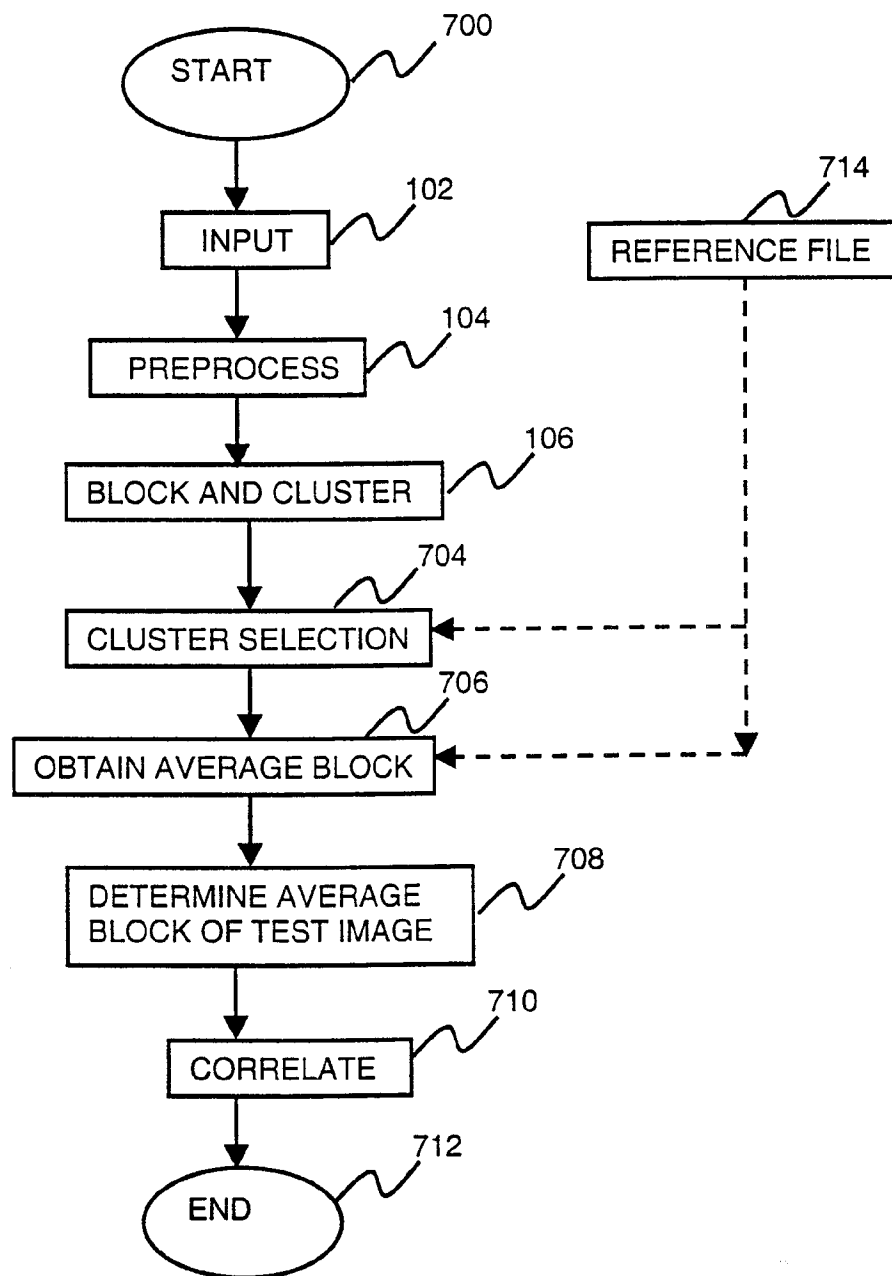 700
START
102
INPUT
714
REFERENCE FILE
104
PREPROCESS
106
BLOCK AND CLUSTER
704
CLUSTER SELECTION
706
OBTAIN AVERAGE BLOCK
708
DETERMINE AVERAGE
BLOCK OF TEST IMAGE
710
CORRELATE
712
END